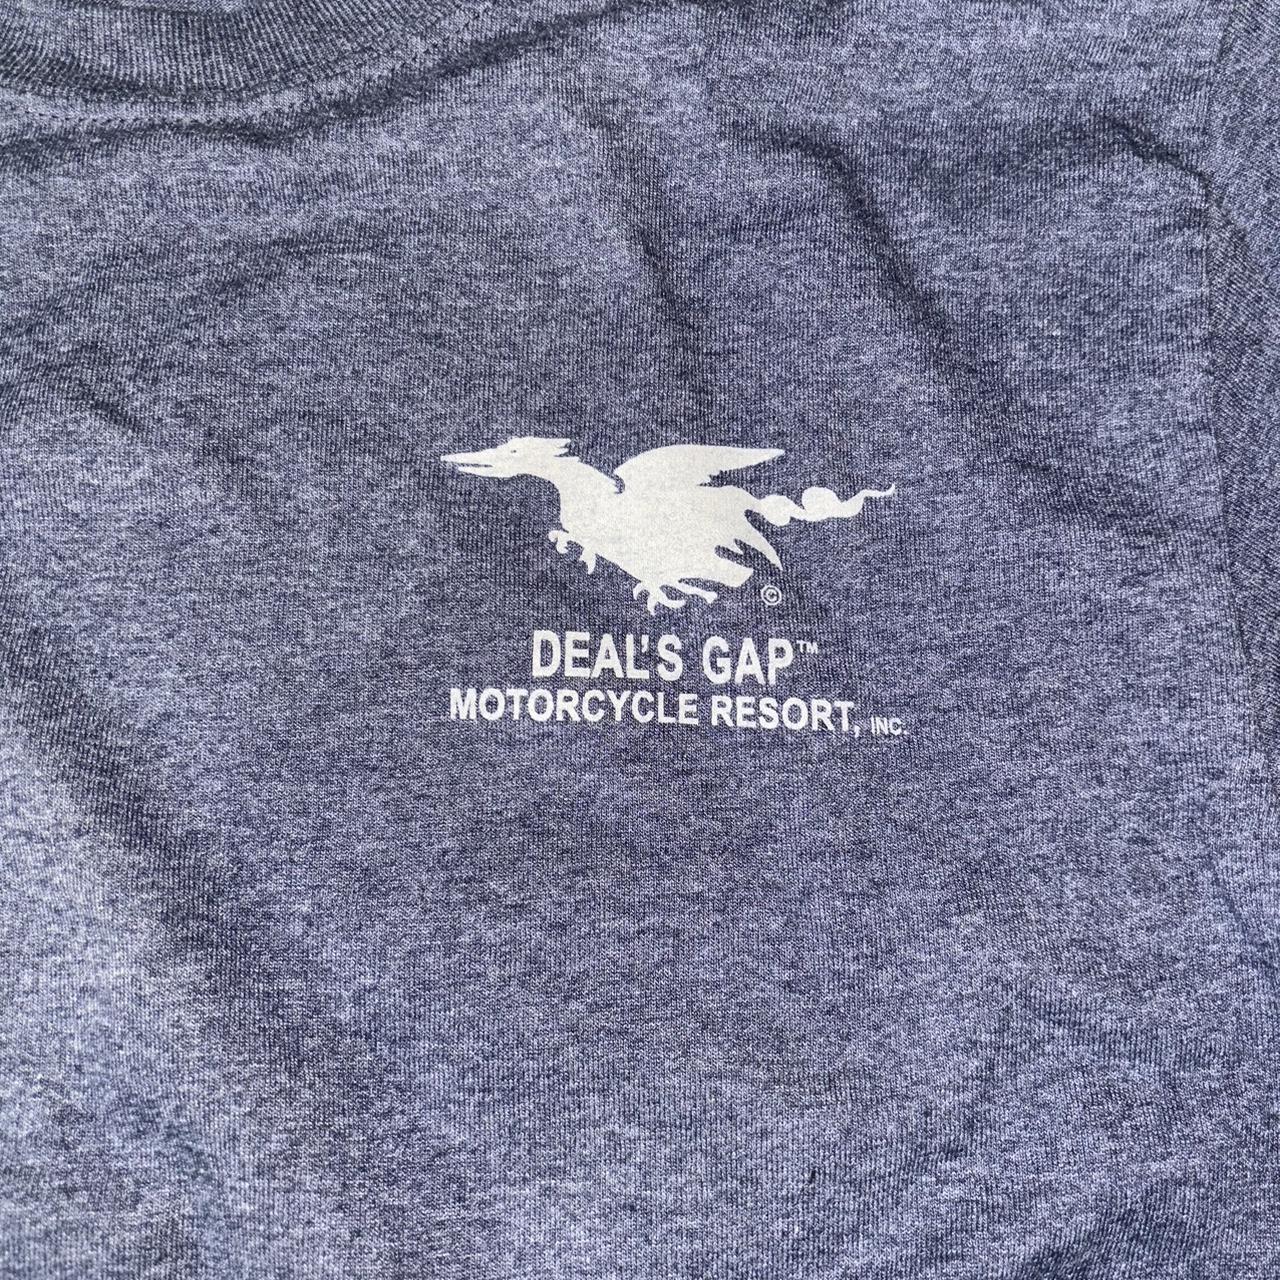 ©
DEAL'S GAP™
MOTORCYCLE RESORT, INC.